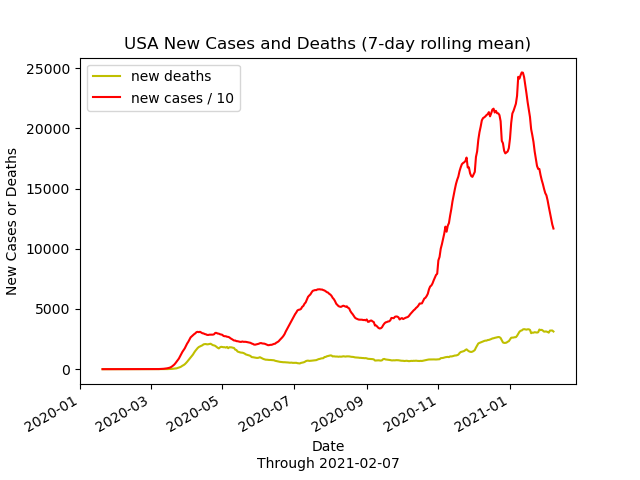 USA New Cases and Deaths (7-day rolling mean)
new deaths
new cases / 10
New Cases or Deaths
25000
20000
15000
10000
5000
0
2020-01
2020-03
2020-05
2020-07
2020-09
2020-11
2021-01
Date
Through 2021-02-07